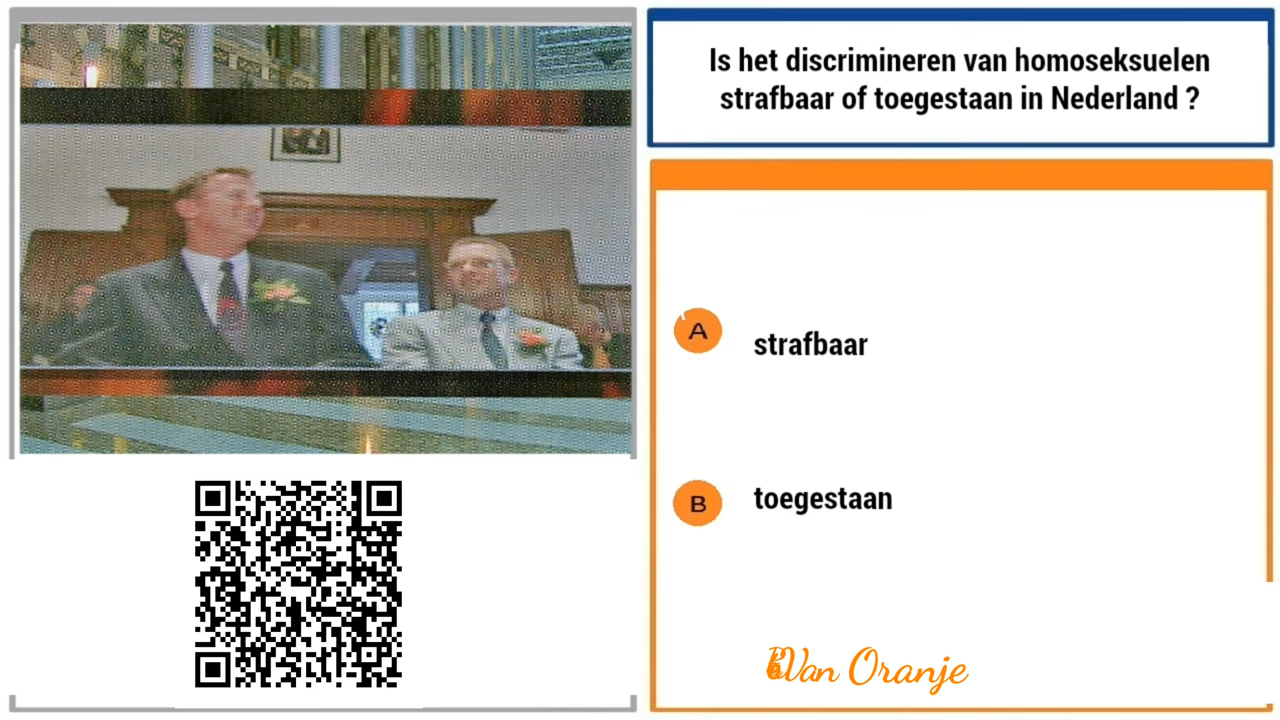 Is het discrimineren van homoseksuelen
strafbaar of toegestaan in Nederland ?
A strafbaar
B toegestaan
Van Oranje